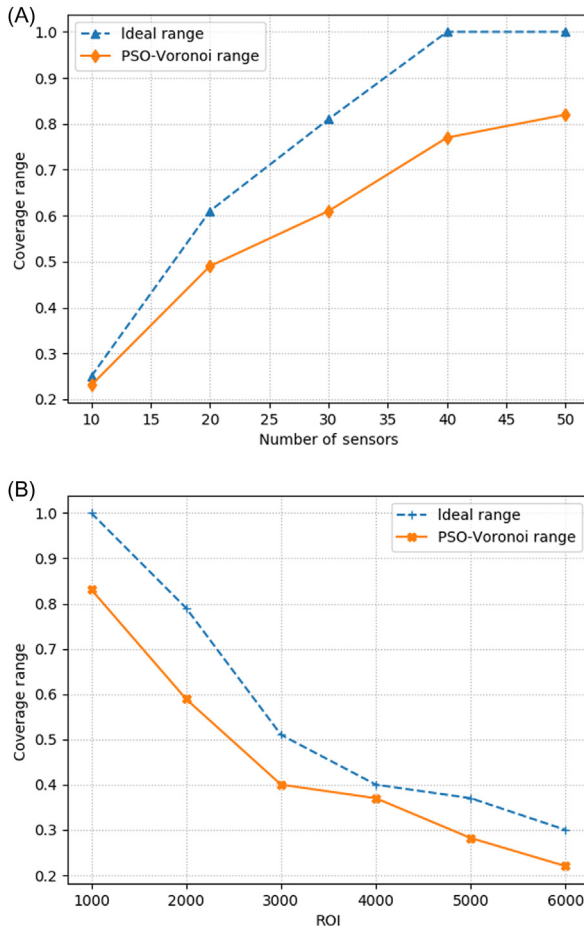 (A)
Ideal range
PSO-Voronoi range
1.0
0.9
0.8
0.7
0.6
0.5
0.4
0.3
0.2
Coverage range
10 15 20 25 30 35 40 45 50
Number of sensors
(B)
Ideal range
PSO-Voronoi range
1.0
0.9
0.8
0.7
0.6
0.5
0.4
0.3
0.2
Coverage range
1000 2000 3000 4000 5000 6000
ROI